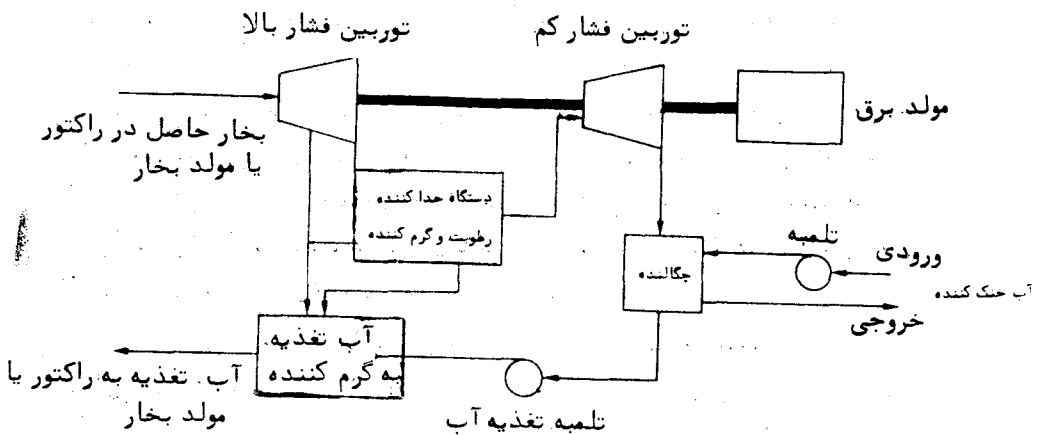 توربین فشار بالا
توربین فشار کم
مولد برق
بخار حاصل در راکتور
یا مولد بخار
دستگاه جدا کننده
رطوبت و گرم کننده
تلمبه
ورودی
چگالنده
آب خنک کننده
خروجی
آب تغذیه
به گرم کننده
آب تغذیه به راکتور یا
مولد بخار
تلمبه تغذیه آب